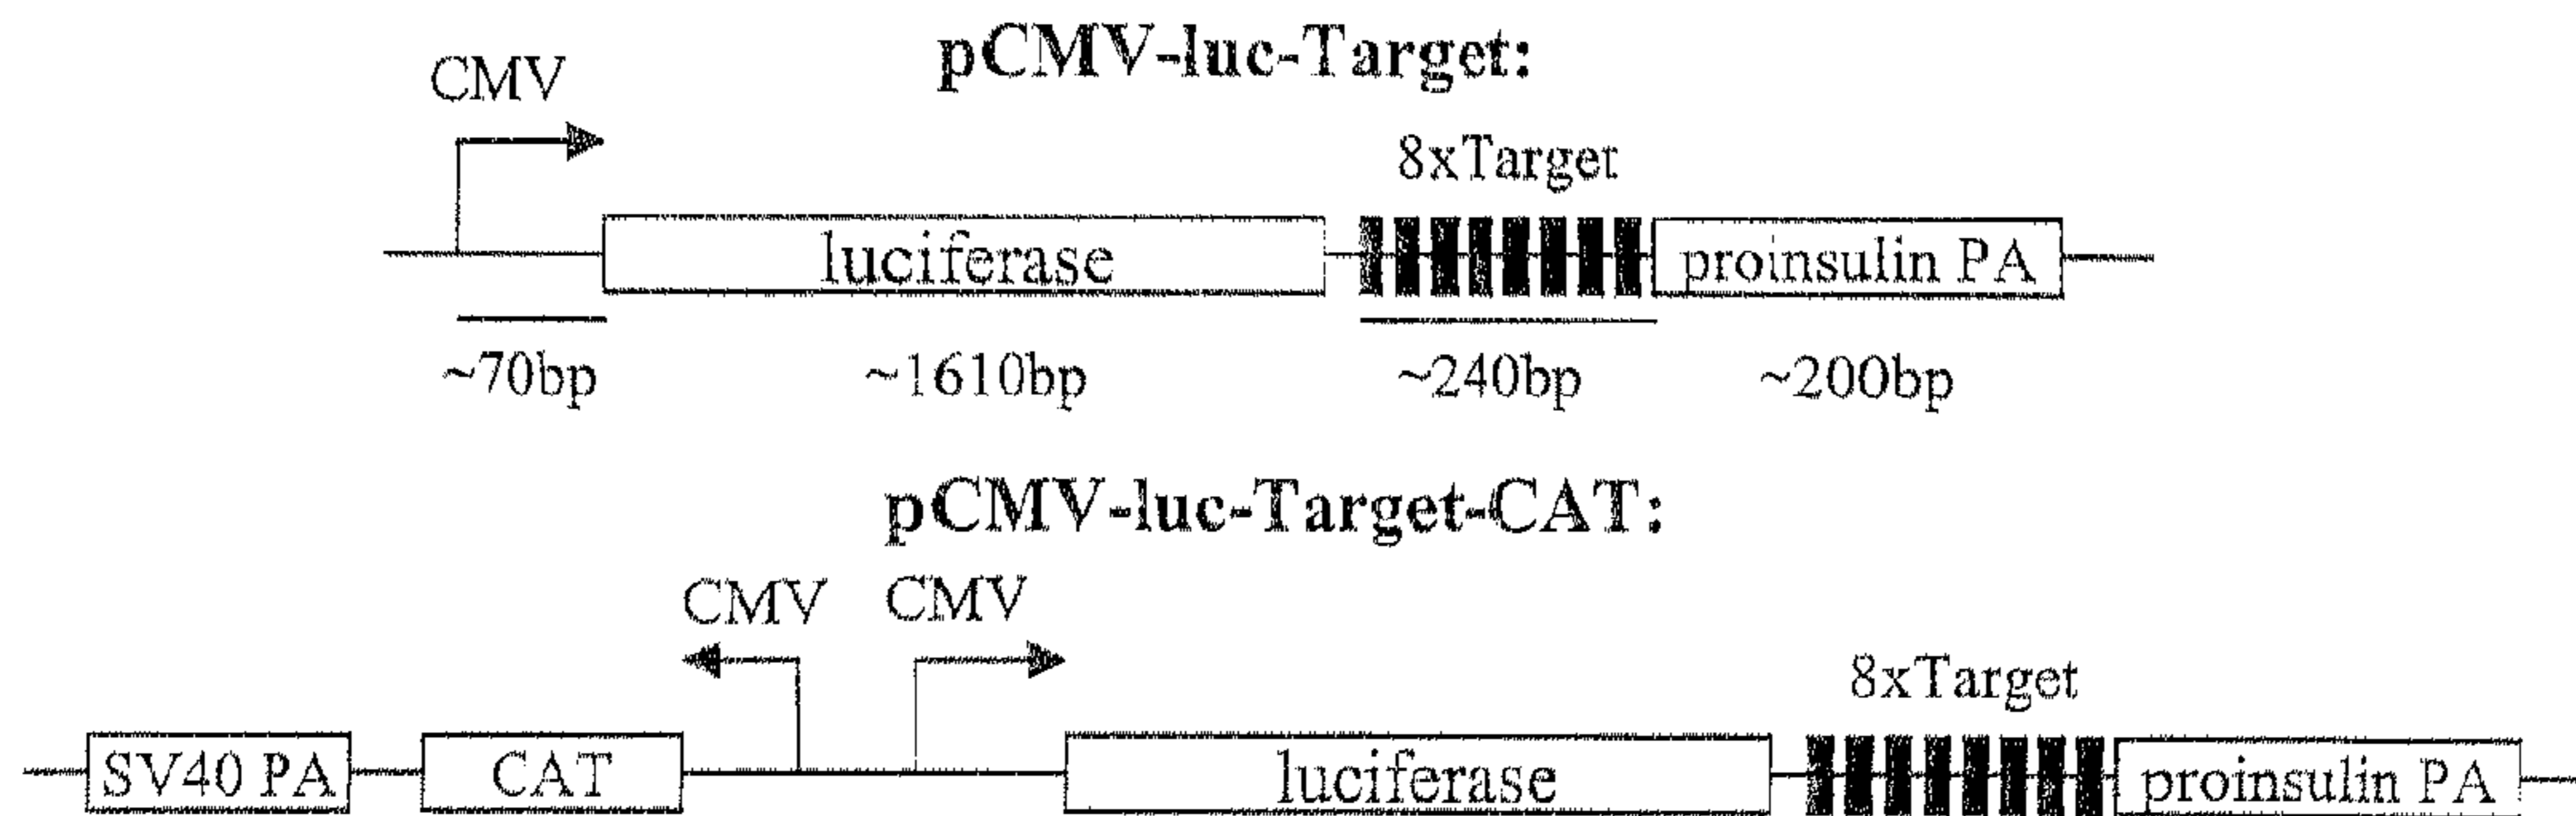 pCMV-luc-Target:
CMV
8xTarget
luciferase
proinsulin PA
~70bp ~1610bp ~240bp ~200bp
pCMV-luc-Target-CAT:
CMV CMV
8xTarget
SV40 PA CAT luciferase proinsulin PA